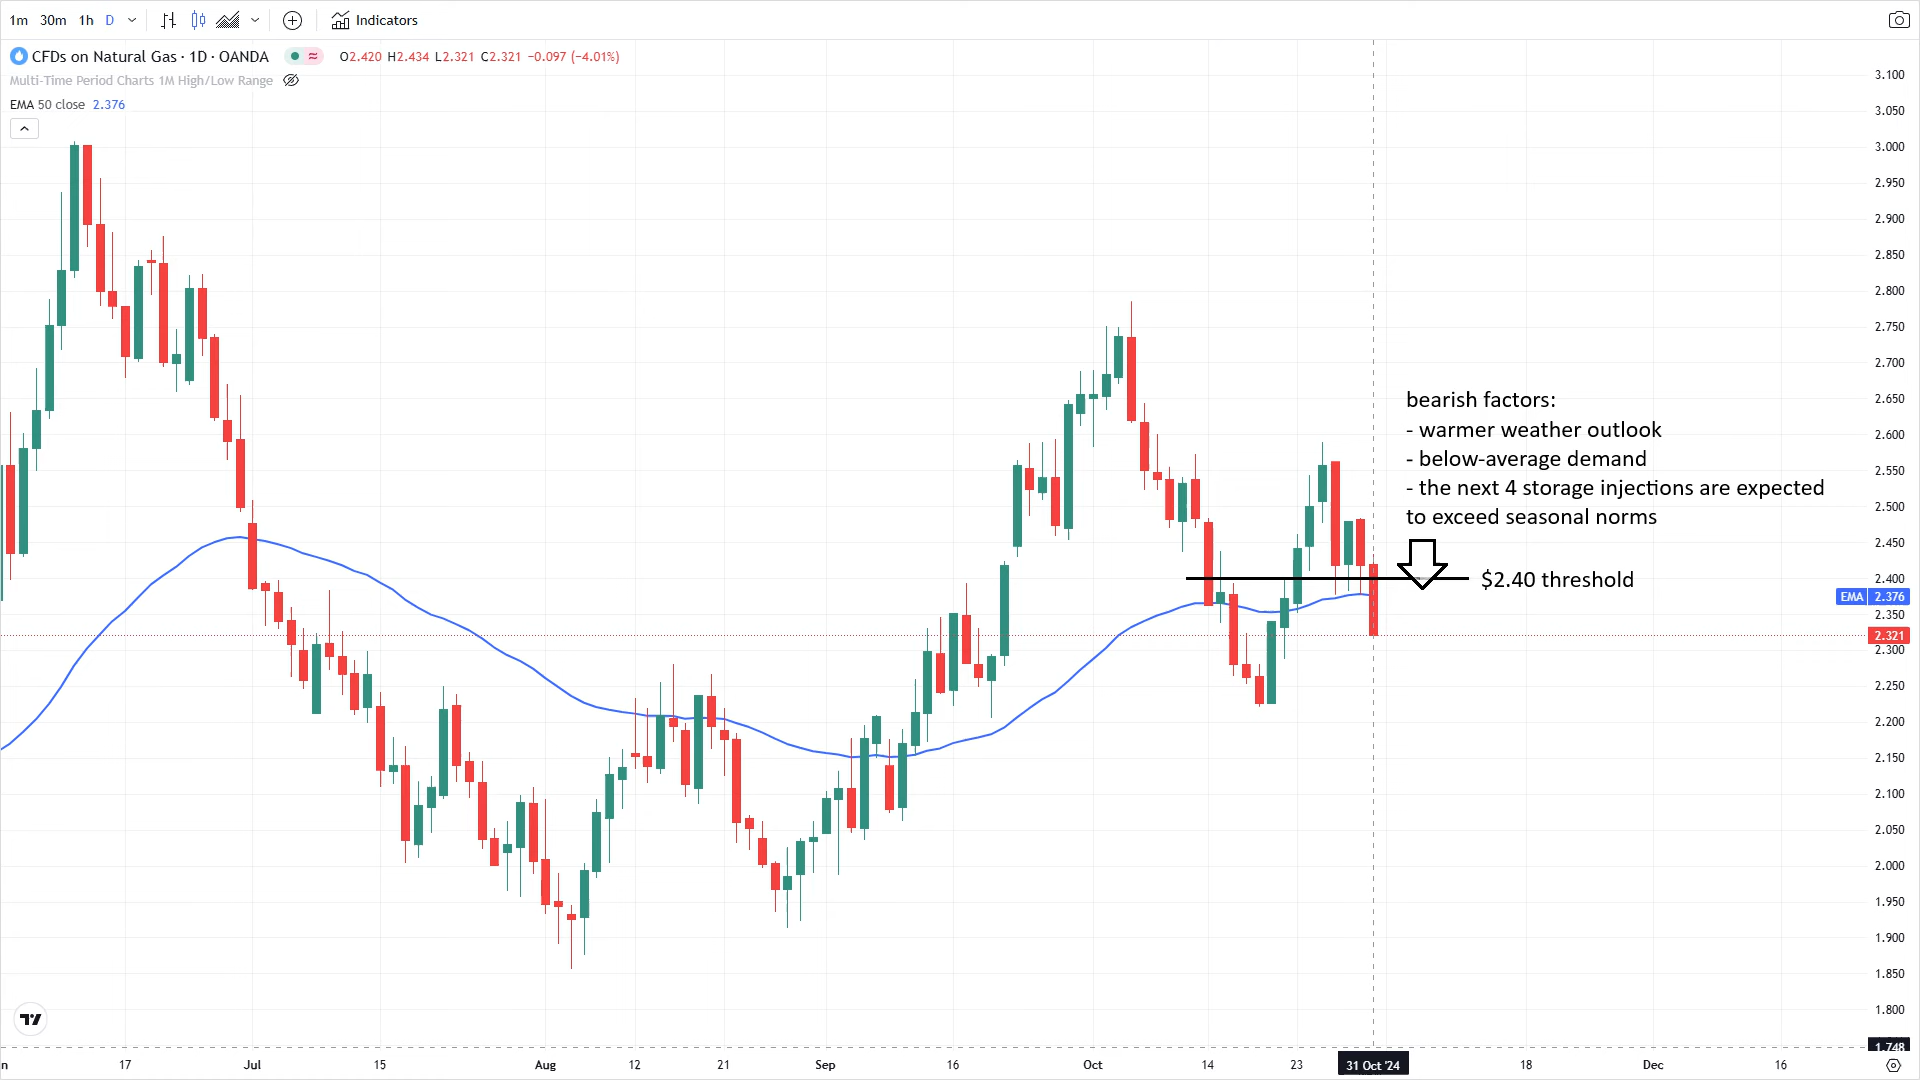 1m 30m 1h D Indicators
CFDs on Natural Gas · 1D · OANDA ≈ O2.420 H2.434 L2.321 C2.321 −0.097 (−4.01%)
Multi-Time Period Charts 1M High/Low Range
EMA 50 close 2.376
3.100
3.050
3.000
2.950
2.900
2.850
2.800
2.750
2.700
2.650
2.600
2.550
2.500
2.450
2.400
EMA 2.376
2.350
2.321
2.300
2.250
2.200
2.150
2.100
2.050
2.000
1.950
1.900
1.850
1.800
1.748
bearish factors:
- warmer weather outlook
- below-average demand
- the next 4 storage injections are expected
to exceed seasonal norms
$2.40 threshold
n 17 Jul 15 Aug 12 21 Sep 16 Oct 14 23 31 Oct '24 18 Dec 16